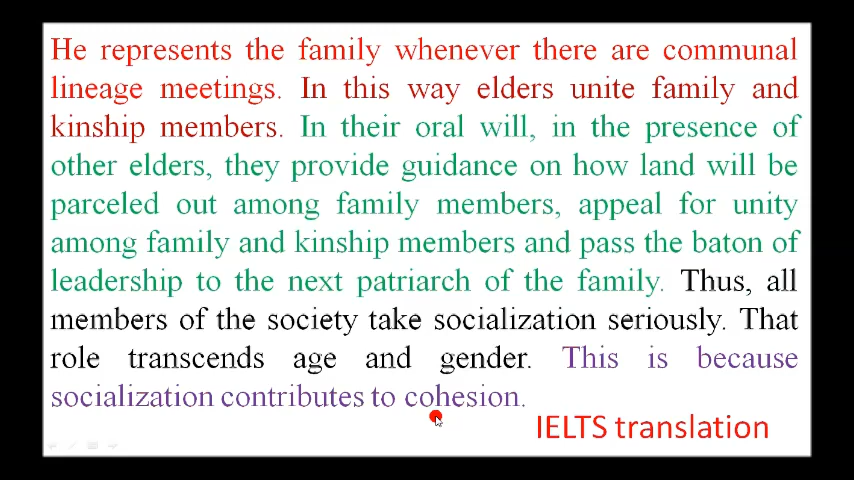 He represents the family whenever there are communal
lineage meetings. In this way elders unite family and
kinship members. In their oral will, in the presence of
other elders, they provide guidance on how land will be
parceled out among family members, appeal for unity
among family and kinship members and pass the baton of
leadership to the next patriarch of the family. Thus, all
members of the society take socialization seriously. That
role transcends age and gender. This is because
socialization contributes to cohesion.
IELTS translation